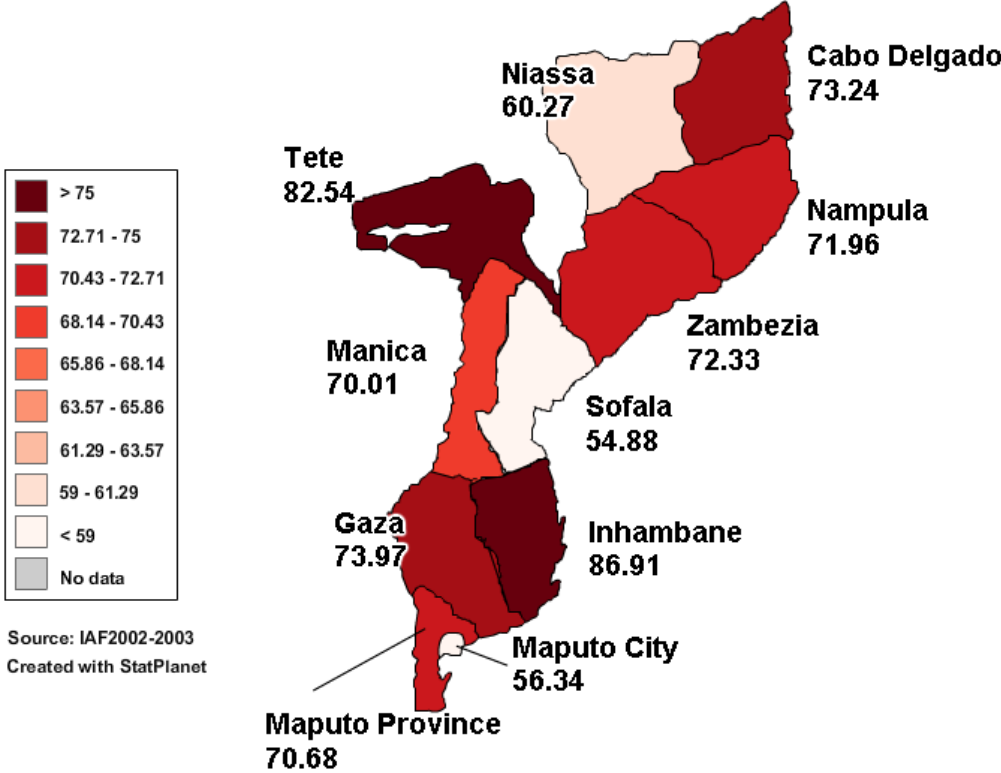 Cabo Delgado
73.24
Niassa
60.27
Tete
82.54
Nampula
71.96
Zambezia
72.33
Manica
70.01
Sofala
54.88
Gaza
73.97
Inhambane
86.91
Maputo City
56.34
Maputo Province
70.68
> 75
72.71 - 75
70.43 - 72.71
68.14 - 70.43
65.86 - 68.14
63.57 - 65.86
61.29 - 63.57
59 - 61.29
< 59
No data
Source: IAF2002-2003
Created with StatPlanet